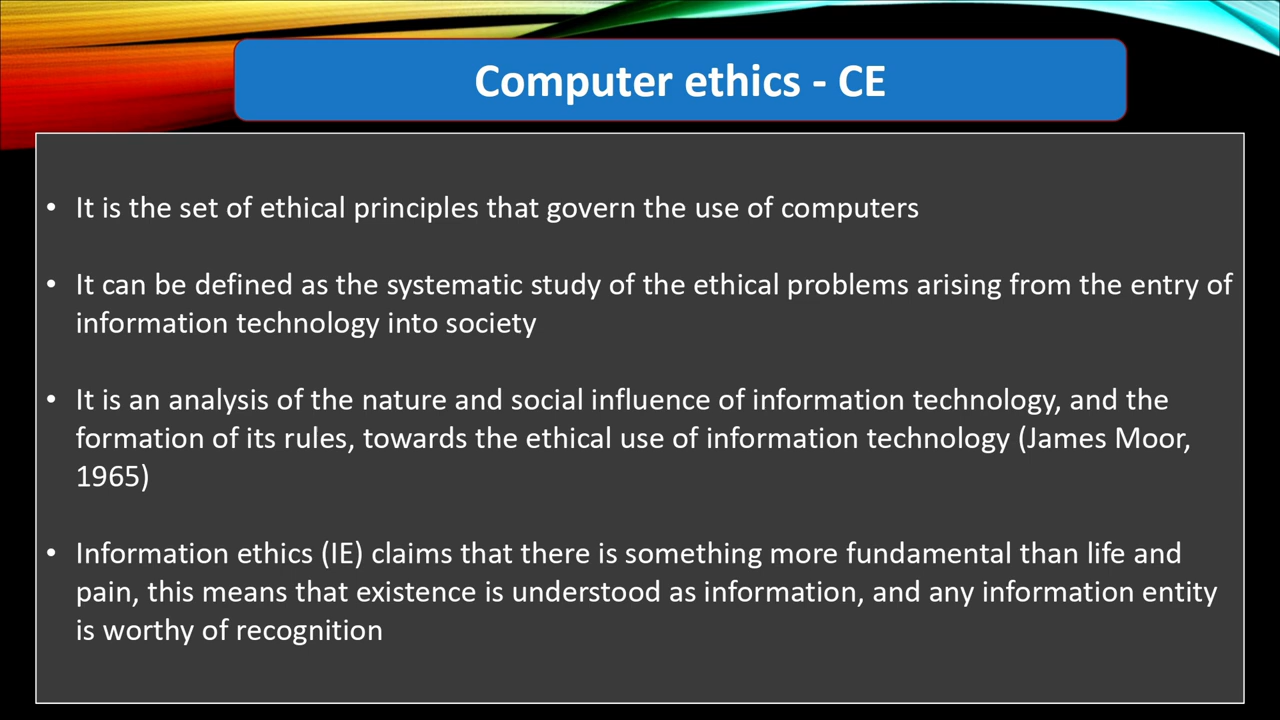 Computer ethics - CE
• It is the set of ethical principles that govern the use of computers
• It can be defined as the systematic study of the ethical problems arising from the entry of
information technology into society
• It is an analysis of the nature and social influence of information technology, and the
formation of its rules, towards the ethical use of information technology (James Moor,
1965)
• Information ethics (IE) claims that there is something more fundamental than life and
pain, this means that existence is understood as information, and any information entity
is worthy of recognition